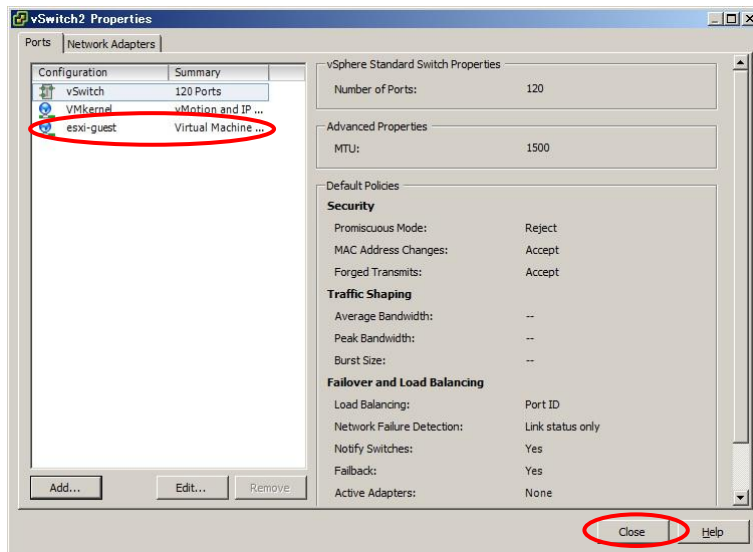 vSwitch2 Properties
Ports Network Adapters
Configuration Summary
vSwitch 120 Ports
VMkernel vMotion and IP ...
esxi-guest Virtual Machine ...
Add... Edit... Remove
vSphere Standard Switch Properties
Number of Ports: 120
Advanced Properties
MTU: 1500
Default Policies
Security
Promiscuous Mode: Reject
MAC Address Changes: Accept
Forged Transmits: Accept
Traffic Shaping
Average Bandwidth: --
Peak Bandwidth: --
Burst Size: --
Failover and Load Balancing
Load Balancing: Port ID
Network Failure Detection: Link status only
Notify Switches: Yes
Failback: Yes
Active Adapters: None
Close Help